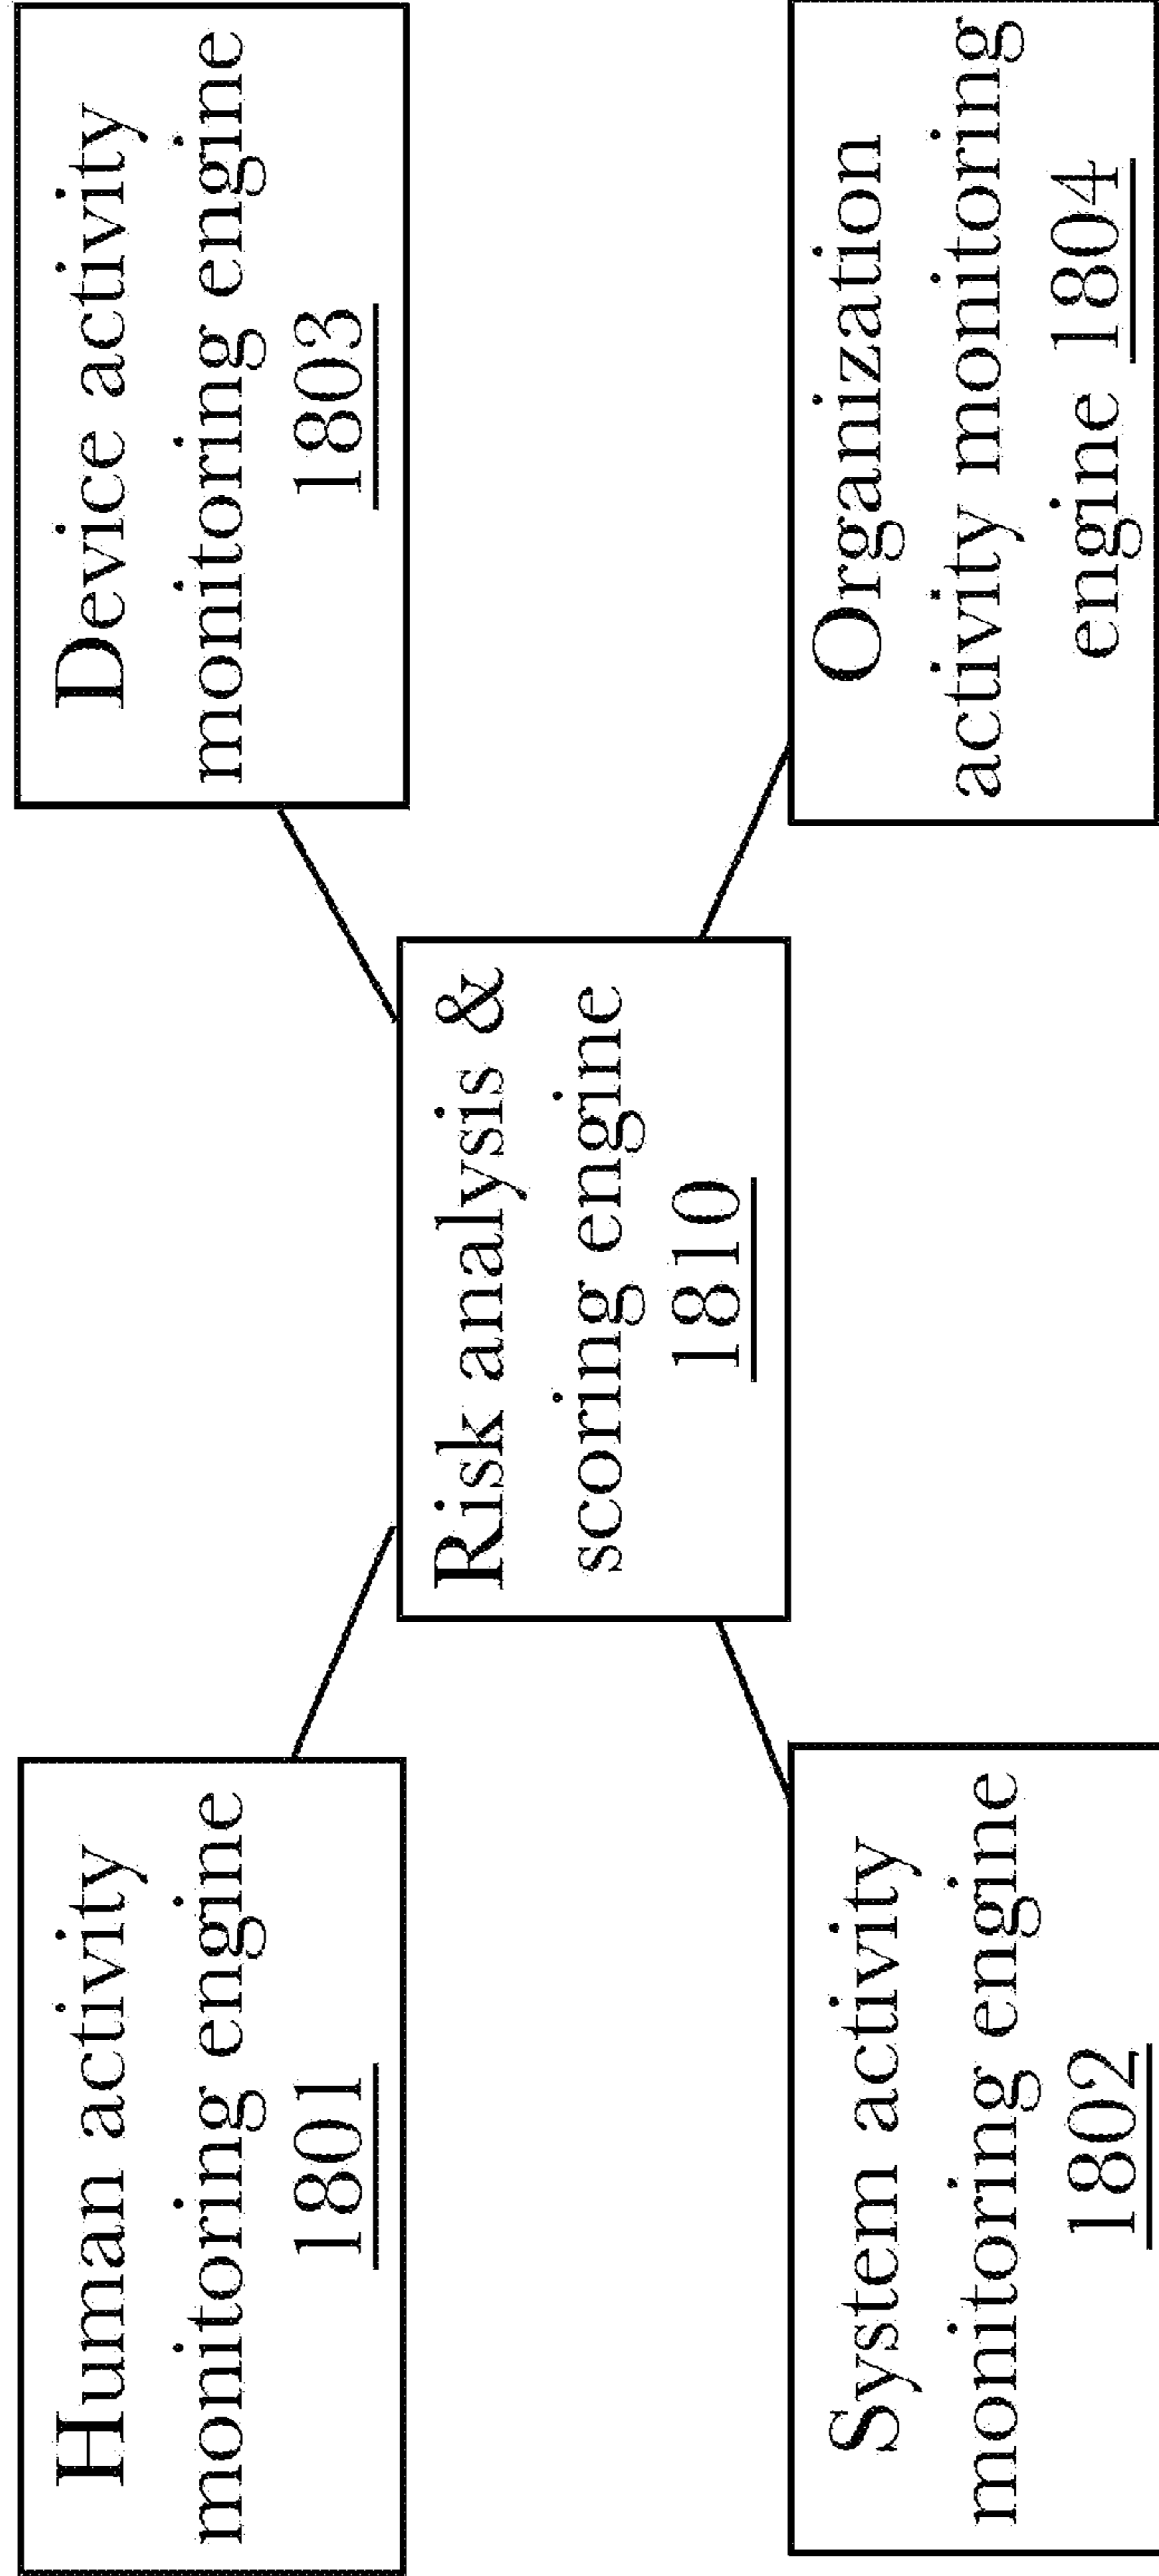 Human activity
monitoring engine
1801
Device activity
monitoring engine
1803
Risk analysis &
scoring engine
1810
System activity
monitoring engine
1802
Organization
activity monitoring
engine 1804